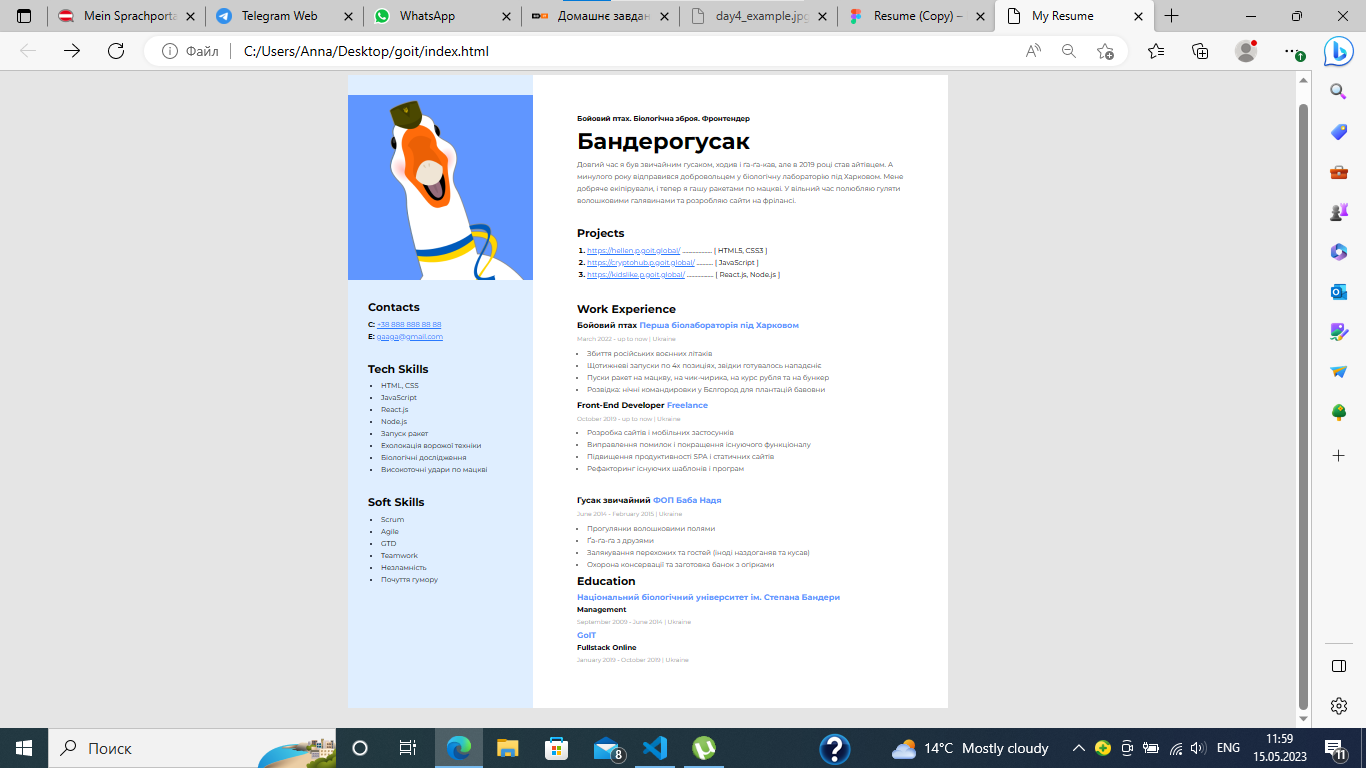 Mein Sprachporta
Telegram Web
WhatsApp
Домашнє завдан
day4_example.jpg
Resume (Copy) –
My Resume
Файл
C:/Users/Anna/Desktop/goit/index.html
Бойовий птах. Біологічна зброя. Фронтендер
Бандерогусак
Довгий час я був звичайним гусаком, ходив і га-га-кав, але в 2019 році став айтівцем. А
минулого року відправився добровольцем у біологічну лабораторію під Харковом. Мене
добряче екіпірували, і тепер я гашу ракетами по мацкві. У вільний час полюбляю гуляти
волошковими галявинами та розробляю сайти на фрілансі.
Projects
1. https://hellen.p.goit.global/ .................. | HTML5, CSS3 |
2. https://cryptohub.p.goit.global/ .......... | JavaScript |
3. https://kidslike.p.goit.global/ ................ | React.js, Node.js |
Contacts
C: +38 888 888 88 88
E: gaaga@gmail.com
Tech Skills
HTML, CSS
JavaScript
React.js
Node.js
Запуск ракет
Ехолокація ворожої техніки
Біологічні дослідження
Високоточні удари по мацкві
Soft Skills
Scrum
Agile
GTD
Teamwork
Незламність
Почуття гумору
Work Experience
Бойовий птах Перша біолабораторія під Харковом
March 2022 – up to now | Ukraine
Збиття російських воєнних літаків
Щотижневі запуски по 4х позиціях, звідки готувалось нападєніє
Пуски ракет на мацкву, на чик-чирика, на курс рубля та на бункер
Розвідка: нічні командировки у Бєлгород для плантацій бавовни
Front-End Developer Freelance
October 2019 – up to now | Ukraine
Розробка сайтів і мобільних застосунків
Виправлення помилок і покращення існуючого функціоналу
Підвищення продуктивності SPA і статичних сайтів
Рефакторинг існуючих шаблонів і програм
Гусак звичайний ФОП Баба Надя
June 2014 – February 2015 | Ukraine
Прогулянки волошковими полями
Ґа-ґа-ґа з друзями
Залякування перехожих та гостей (іноді наздоганяв та кусав)
Охорона консервації та заготовка банок з огірками
Education
Національний біологічний університет ім. Степана Бандери
Management
September 2009 - June 2014 | Ukraine
GoIT
Fullstack Online
January 2019 - October 2019 | Ukraine
Поиск
8
14°C Mostly cloudy
ENG
11:59
15.05.2023
11